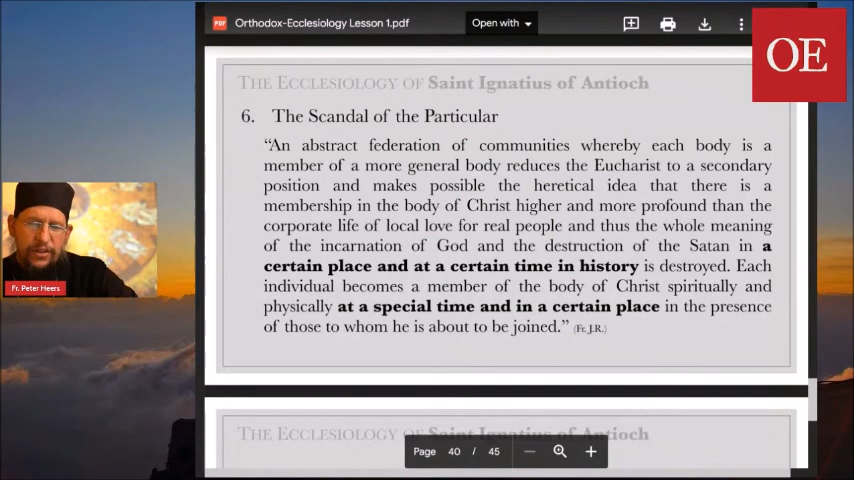 Orthodox-Ecclesiology Lesson 1.pdf
Open with
PDF
OE
THE ECCLESIOLOGY OF Saint Ignatius of Antioch
6. The Scandal of the Particular
“An abstract federation of communities whereby each body is a
member of a more general body reduces the Eucharist to a secondary
position and makes possible the heretical idea that there is a
membership in the body of Christ higher and more profound than the
corporate life of local love for real people and thus the whole meaning
of the incarnation of God and the destruction of the Satan in a
certain place and at a certain time in history is destroyed. Each
individual becomes a member of the body of Christ spiritually and
physically at a special time and in a certain place in the presence
of those to whom he is about to be joined.” (Fr. J.R.)
Fr. Peter Heers
THE ECCLESIOLOGY OF Saint Ignatius of Antioch
Page 40 / 45